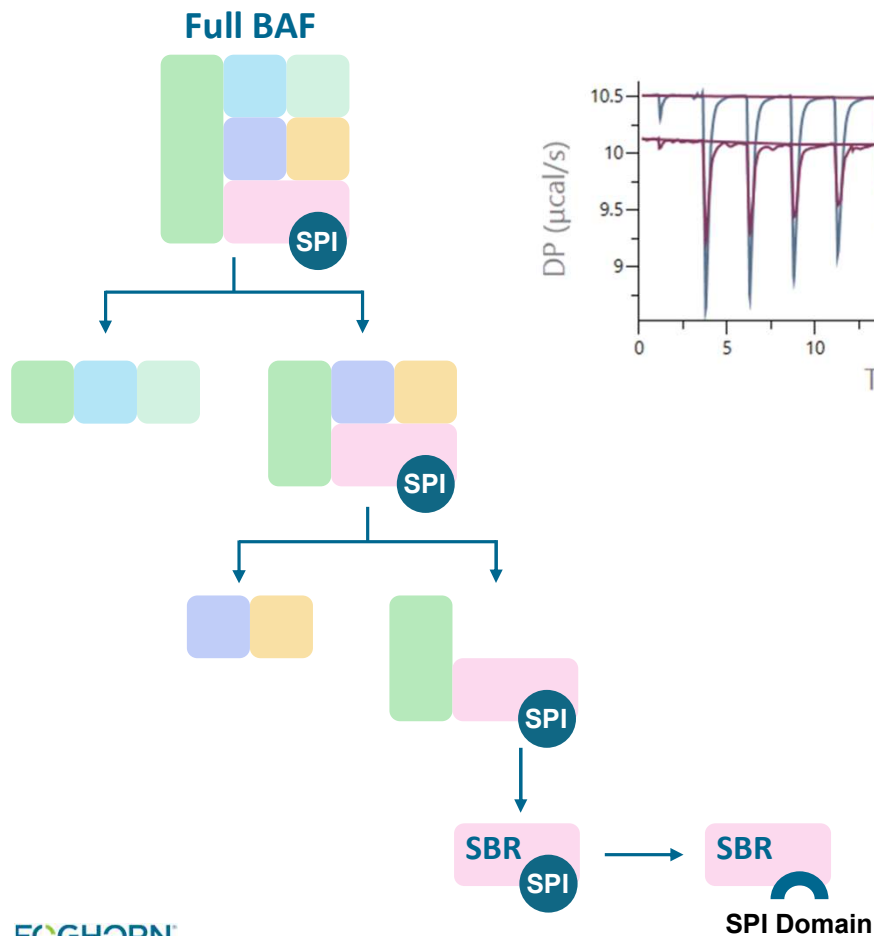 Full BAF
SPI
10.5
10
9.5
9
DP (µcal/s)
0
5
10
T
SPI
SPI
SBR
SPI
SBR
SPI Domain
FOGHORN®